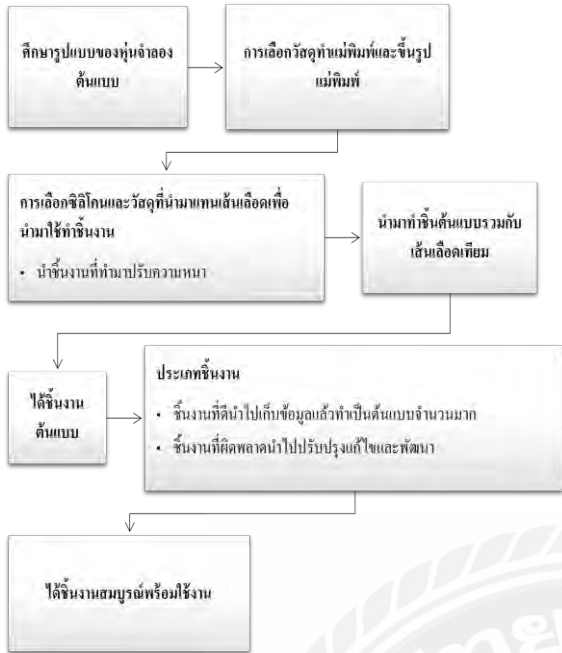 ศึกษารูปแบบของหุ่นจำลอง
ต้นแบบ
การเลือกวัสดุทำแม่พิมพ์และขึ้นรูป
แม่พิมพ์
การเลือกซิลิโคนและวัสดุที่นำมาแทนเส้นเลือดเพื่อ
นำมาใช้ทำชิ้นงาน
• นำชิ้นงานที่ทำมาปรับความหนา
นำมาทำชิ้นต้นแบบรวมกับ
เส้นเลือดเทียม
ได้ชิ้นงาน
ต้นแบบ
ประเภทชิ้นงาน
• ชิ้นงานที่ดีนำไปเก็บข้อมูลแล้วทำเป็นต้นแบบจำนวนมาก
• ชิ้นงานที่ผิดพลาดนำไปปรับปรุงแก้ไขและพัฒนา
ได้ชิ้นงานสมบูรณ์พร้อมใช้งาน